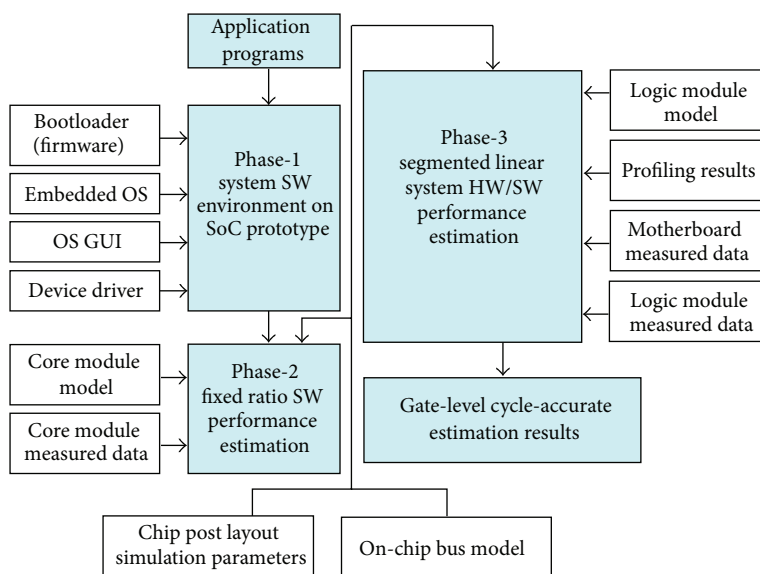 Application
programs
Bootloader
(firmware)
Embedded OS
OS GUI
Device driver
Phase-1
system SW
environment on
SoC prototype
Core module
model
Core module
measured data
Phase-2
fixed ratio SW
performance
estimation
Phase-3
segmented linear
system HW/SW
performance
estimation
Logic module
model
Profiling results
Motherboard
measured data
Logic module
measured data
Gate-level cycle-accurate
estimation results
Chip post layout
simulation parameters
On-chip bus model